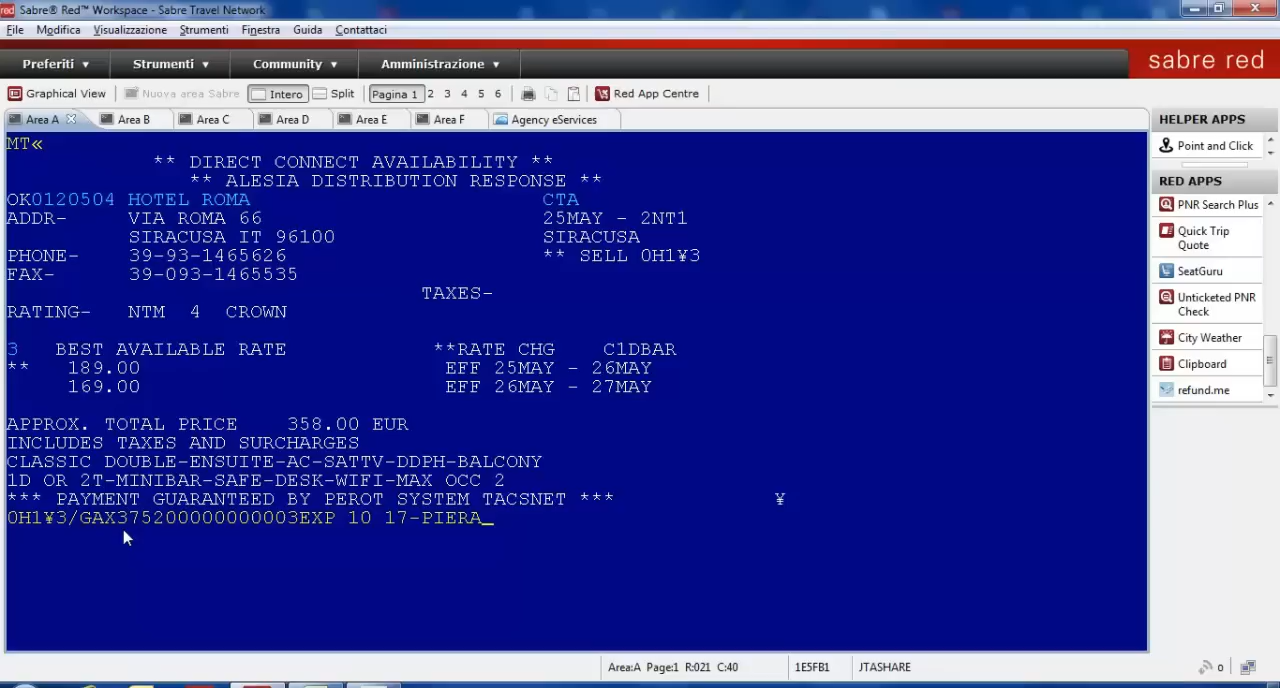 red Sabre® Red™ Workspace - Sabre Travel Network
File Modifica Visualizzazione Strumenti Finestra Guida Contattaci
Preferiti Strumenti Community Amministrazione sabre red
Graphical View Nuova area Sabre Intero Split Pagina 1 2 3 4 5 6 Red App Centre
Area A Area B Area C Area D Area E Area F Agency eServices
MT«
** DIRECT CONNECT AVAILABILITY **
** ALESIA DISTRIBUTION RESPONSE **
OK0120504 HOTEL ROMA CTA
ADDR- VIA ROMA 66 25MAY - 2NT1
SIRACUSA IT 96100 SIRACUSA
PHONE- 39-93-1465626 ** SELL 0H1¥3
FAX- 39-093-1465535
TAXES-
RATING- NTM 4 CROWN
3 BEST AVAILABLE RATE **RATE CHG C1DBAR
** 189.00 EFF 25MAY - 26MAY
169.00 EFF 26MAY - 27MAY
APPROX. TOTAL PRICE 358.00 EUR
INCLUDES TAXES AND SURCHARGES
CLASSIC DOUBLE-ENSUITE-AC-SATTV-DDPH-BALCONY
1D OR 2T-MINIBAR-SAFE-DESK-WIFI-MAX OCC 2
*** PAYMENT GUARANTEED BY PEROT SYSTEM TACSNET *** ¥
0H1¥3/GAX375200000000003EXP 10 17-PIERA_
HELPER APPS
Point and Click
RED APPS
PNR Search Plus
Quick Trip
Quote
SeatGuru
Unticketed PNR
Check
City Weather
Clipboard
refund.me
Area:A Page:1 R:021 C:40 1E5FB1 JTASHARE 0